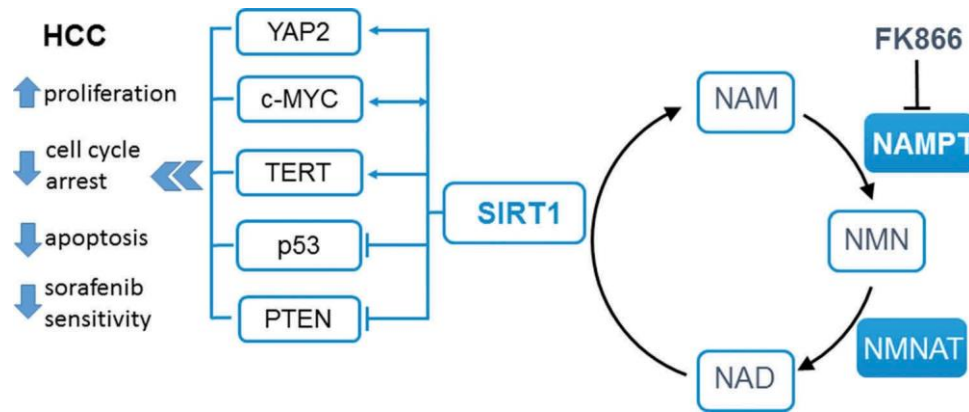 HCC
proliferation
cell cycle
arrest
apoptosis
sorafenib
sensitivity
YAP2
c-MYC
TERT
p53
PTEN
SIRT1
NAM
NMN
NAD
FK866
NAMPT
NMNAT